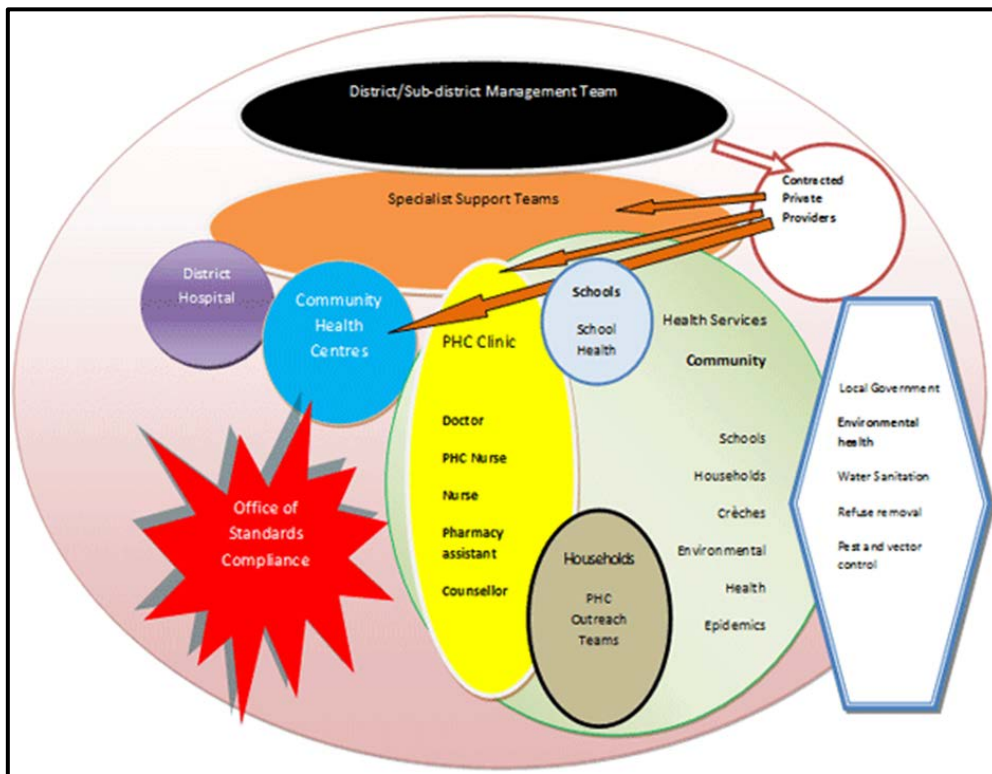 District/Sub-district Management Team
Specialist Support Teams
Contracted
Private
Providers
District
Hospital
Community
Health
Centres
PHC Clinic
Doctor
PHC Nurse
Nurse
Pharmacy
assistant
Counsellor
Schools
School
Health
Health Services
Community
Schools
Households
Crèches
Environmental
Health
Epidemics
Households
PHC
Outreach
Teams
Local Government
Environmental
health
Water Sanitation
Refuse removal
Pest and vector
control
Office of
Standards
Compliance